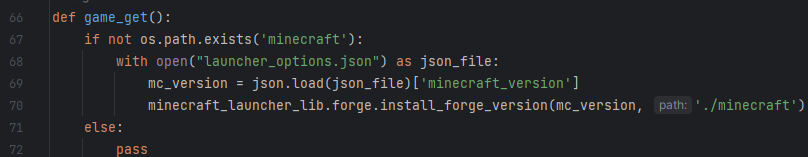 66 def game_get():
67 if not os.path.exists('minecraft'):
68 with open("launcher_options.json") as json_file:
69 mc_version = json.load(json_file)['minecraft_version']
70 minecraft_launcher_lib.forge.install_forge_version(mc_version, path: './minecraft')
71 else:
72 pass